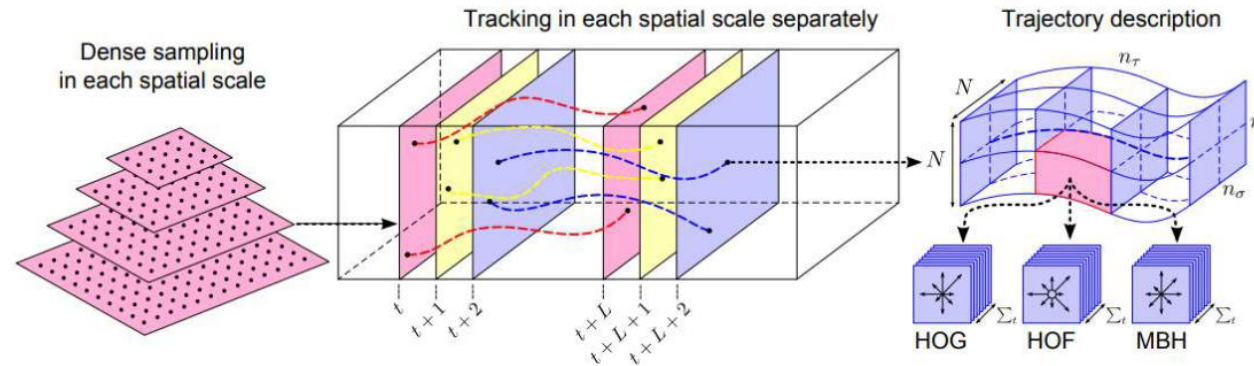 Dense sampling
in each spatial scale
Tracking in each spatial scale separately
t
t + 1
t + 2
t + L
t + L + 1
t + L + 2
Trajectory description
N
n_τ
N
n_σ
Σ_t
Σ_t
Σ_t
HOG
HOF
MBH